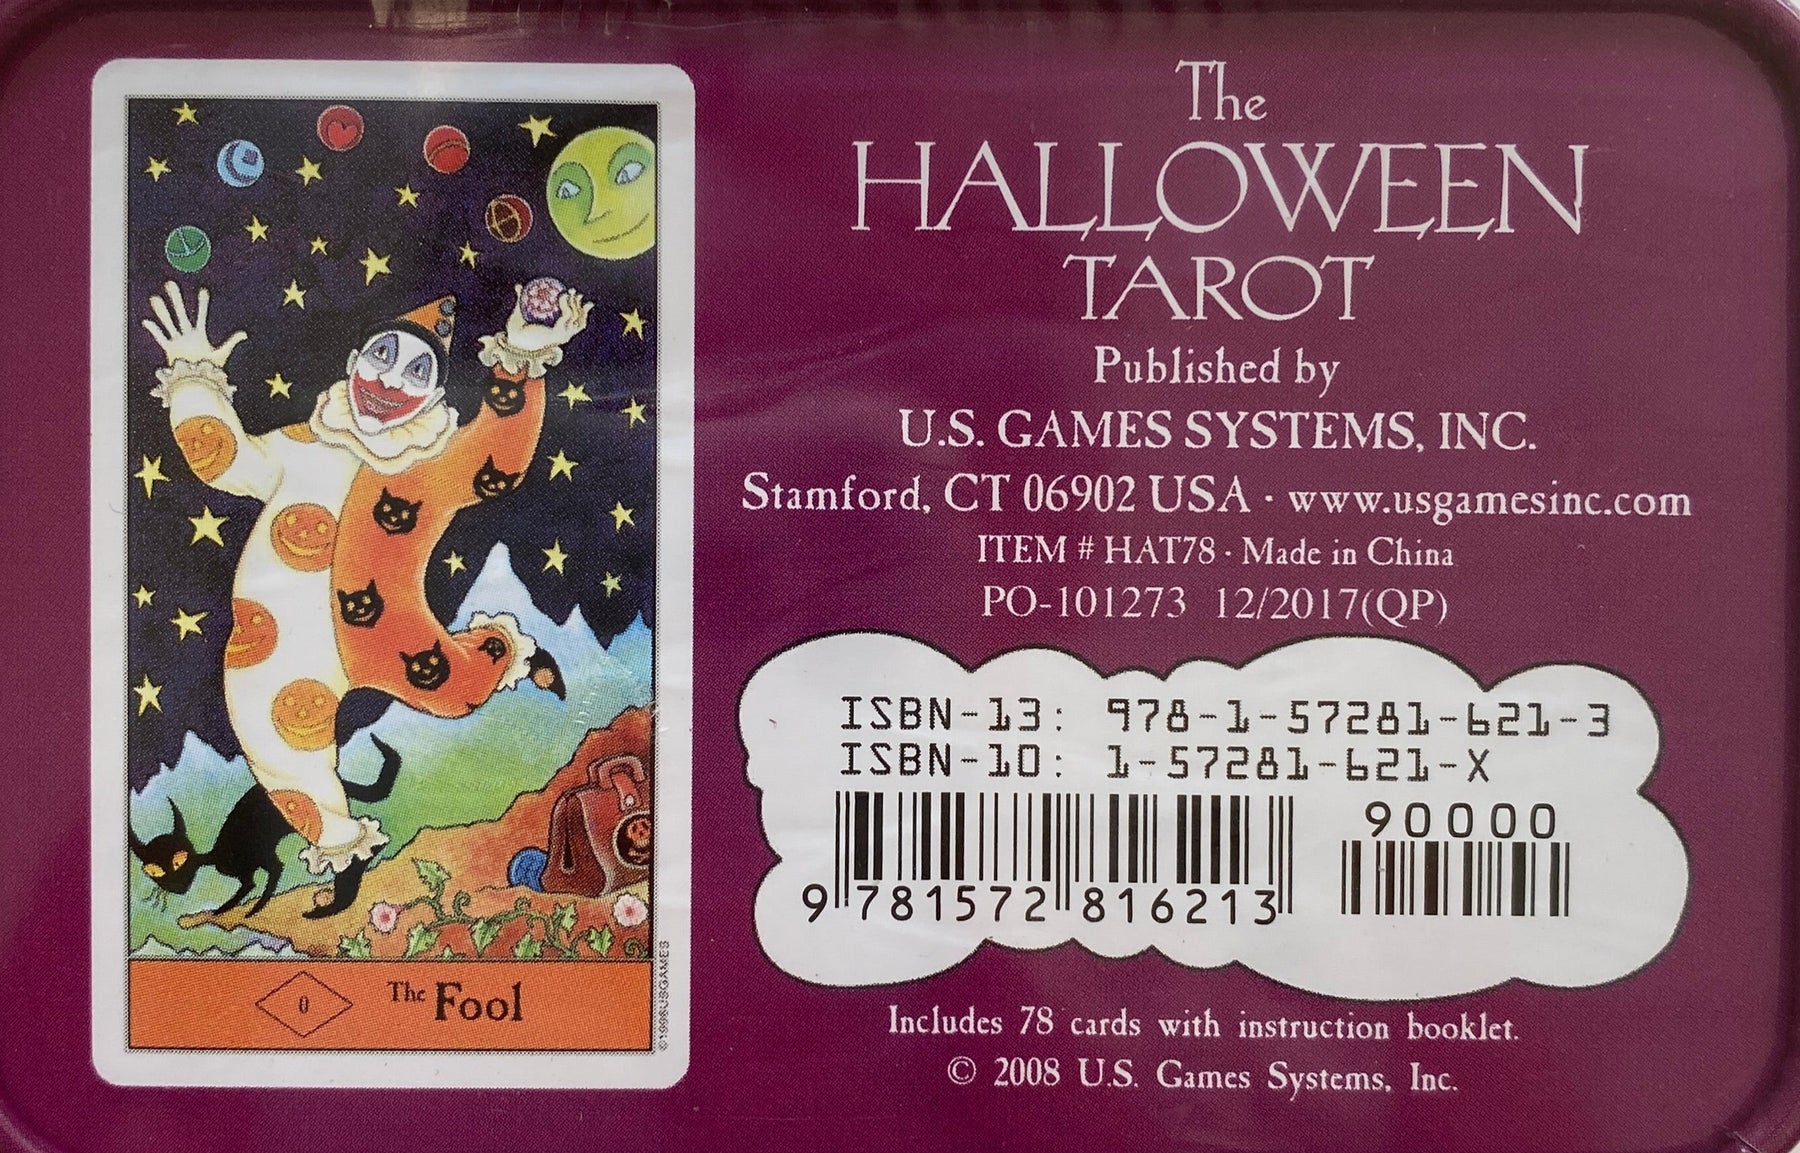 0
The Fool
©1996USGAMES
The
HALLOWEEN
TAROT
Published by
U.S. GAMES SYSTEMS, INC.
Stamford, CT 06902 USA · www.usgamesinc.com
ITEM # HAT78 · Made in China
PO-101273 12/2017(QP)
ISBN-13: 978-1-57281-621-3
ISBN-10: 1-57281-621-X
90000
9 781572 816213
Includes 78 cards with instruction booklet.
© 2008 U.S. Games Systems, Inc.